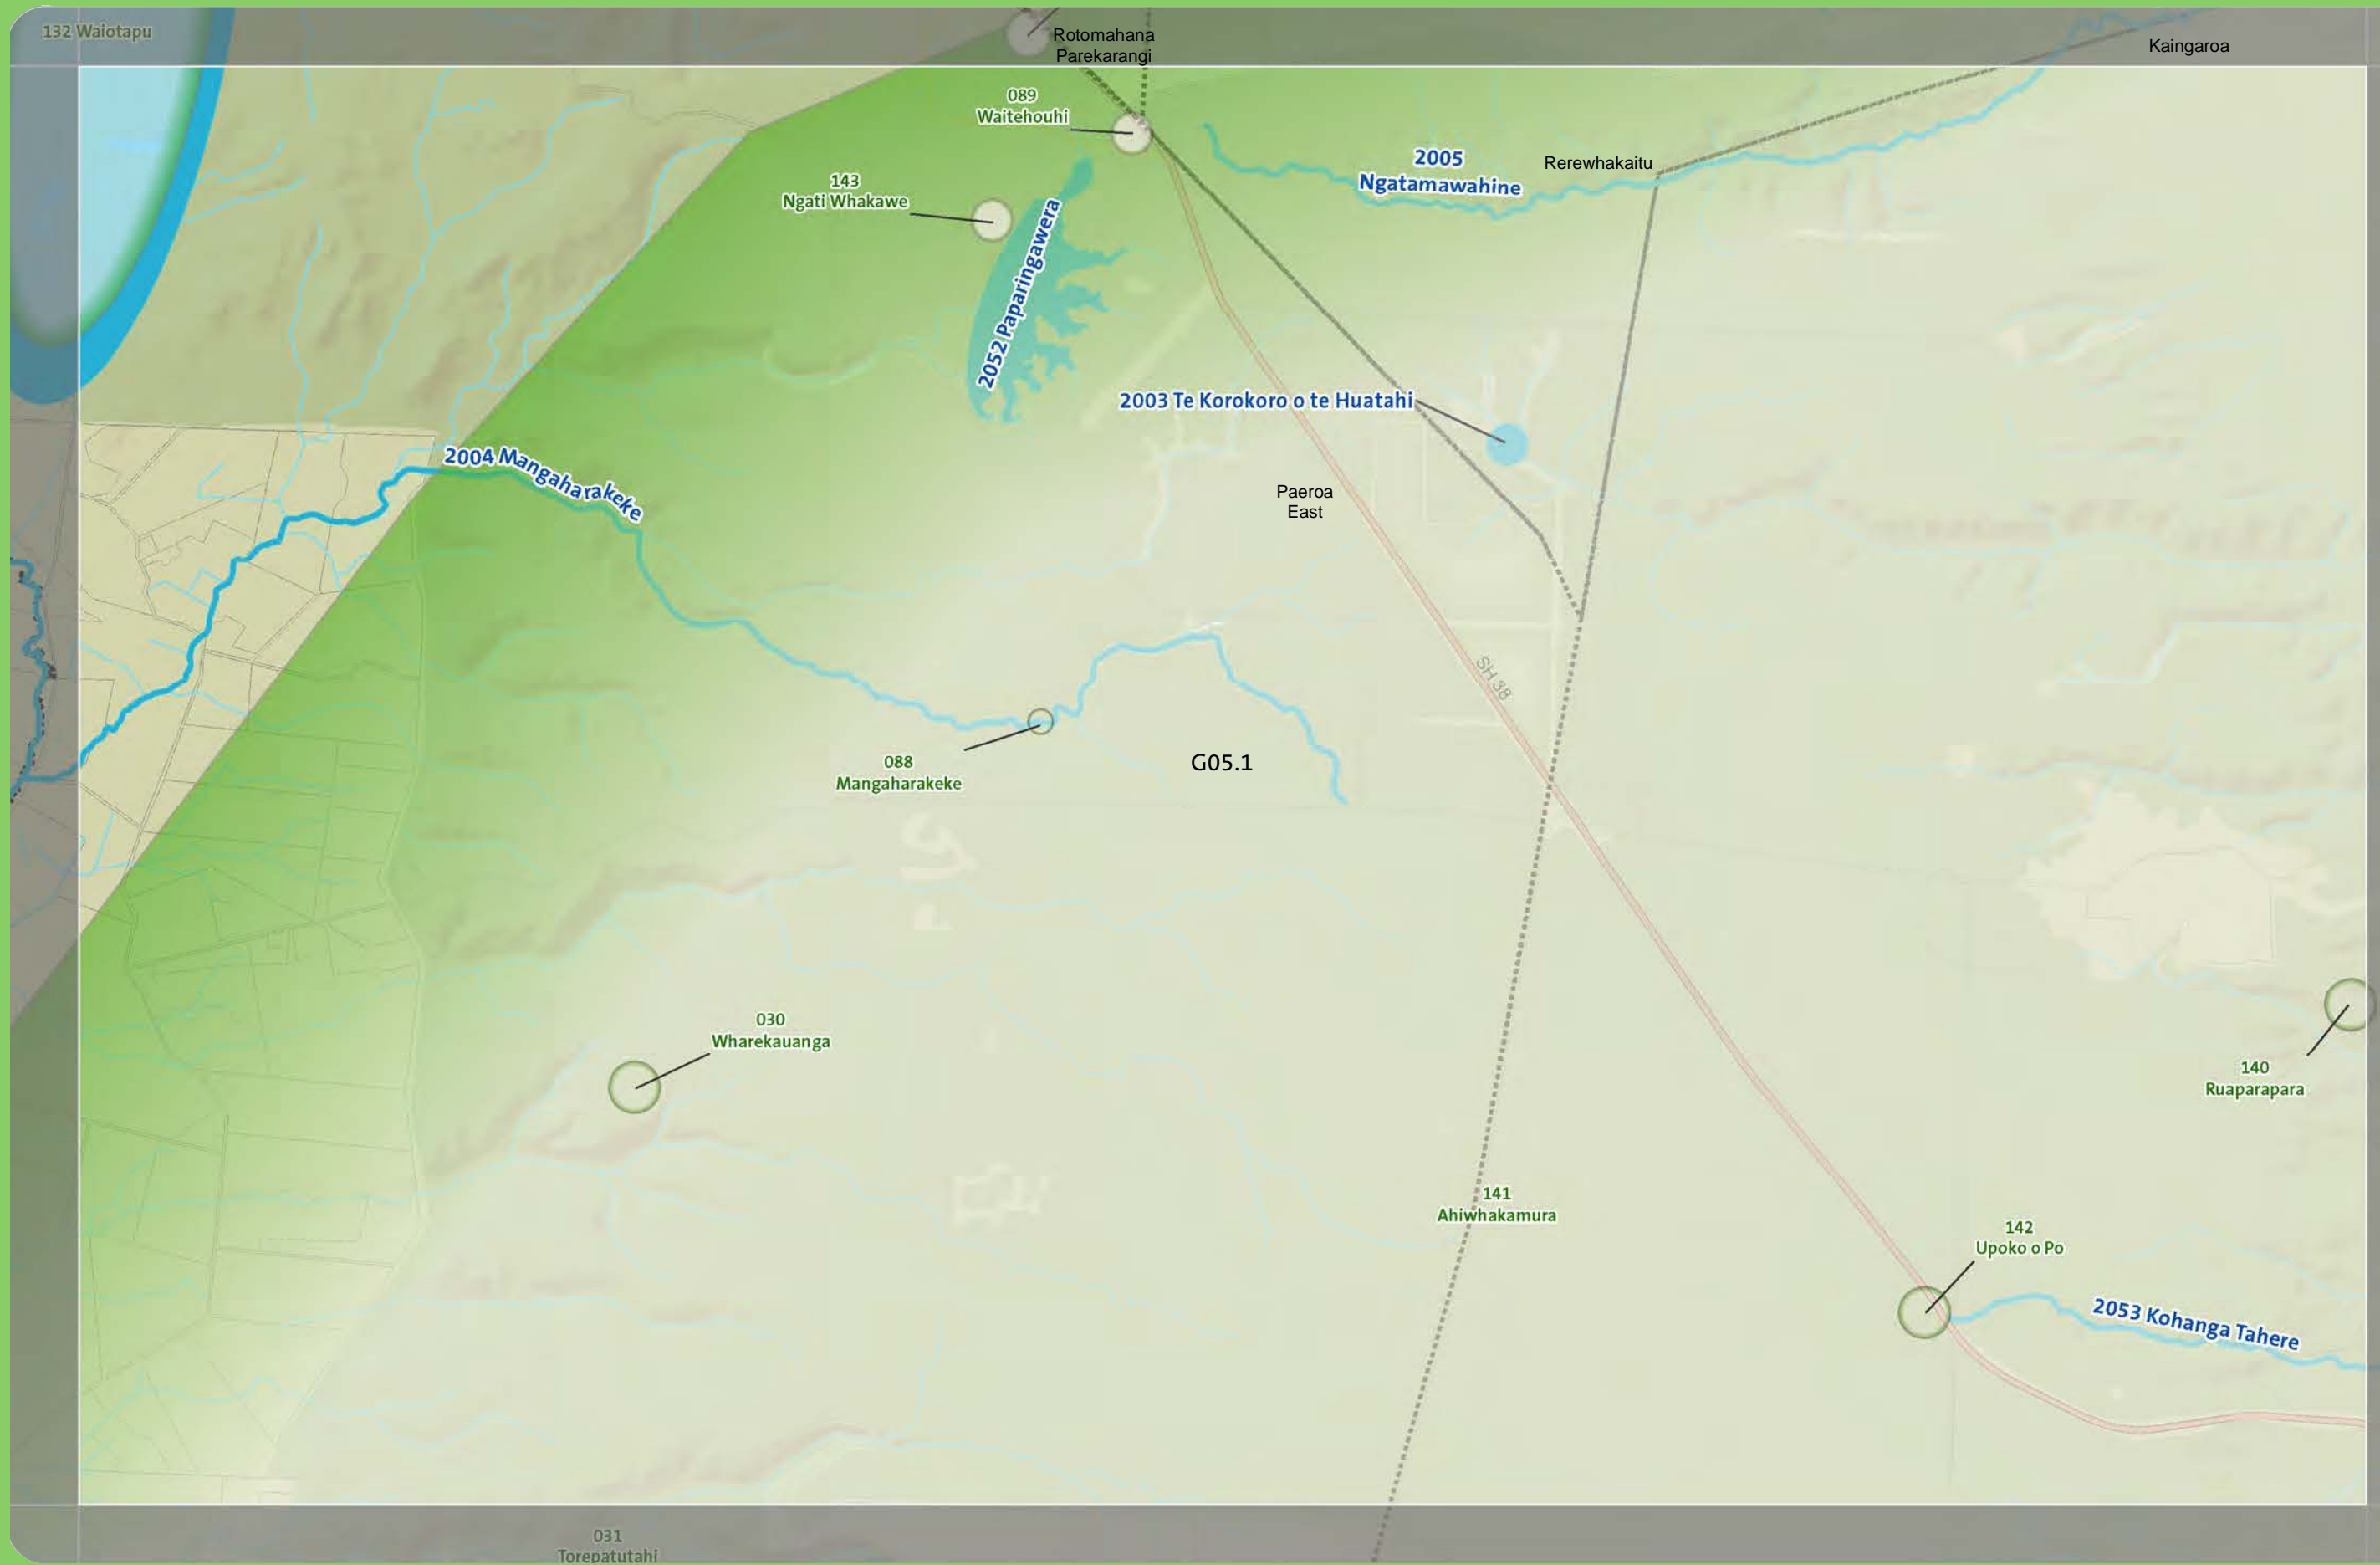 132 Waiotapu
Rotomahana
Parekarangi
Kaingaroa
089
Waitehouhi
2005
Ngatamawahine
Rerewhakaitu
143
Ngati Whakawe
2052 Paparingawera
2003 Te Korokoro o te Huatahi
2004 Mangaharakeke
Paeroa
East
SH 38
088
Mangaharakeke
G05.1
030
Wharekauanga
140
Ruaparapara
141
Ahiwhakamura
142
Upoko o Po
2053 Kohanga Tahere
031
Torepatutahi